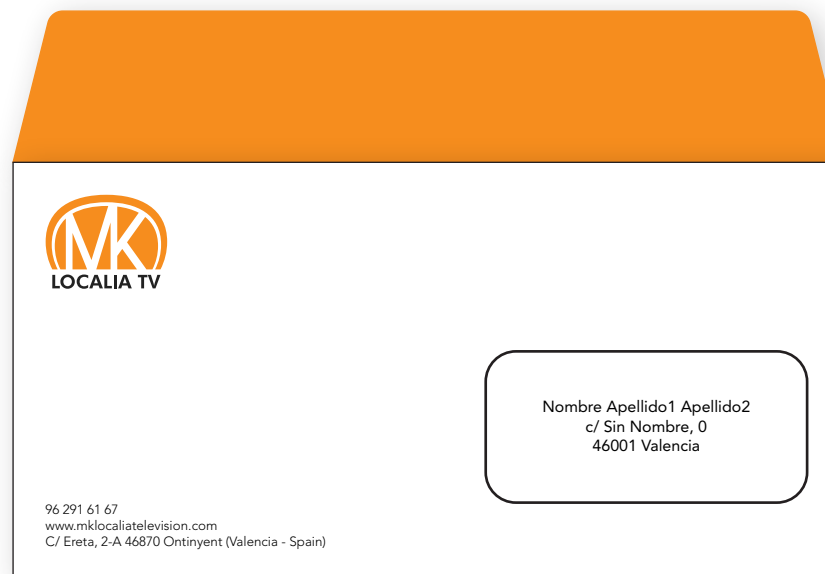 MK
LOCALIA TV
Nombre Apellido1 Apellido2
c/ Sin Nombre, 0
46001 Valencia
96 291 61 67
www.mklocaliatelevision.com
C/ Ereta, 2-A 46870 Ontinyent (Valencia - Spain)